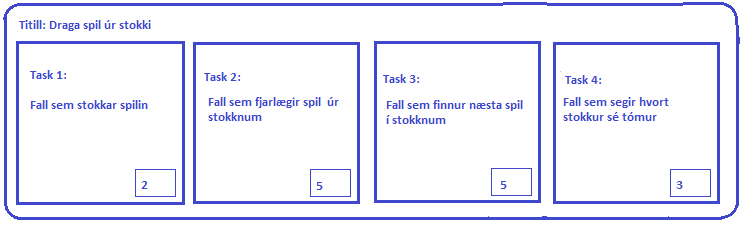 Titill: Draga spil úr stokki
Task 1:
Fall sem stokkar spilin
2
Task 2:
Fall sem fjarlægir spil úr
stokknum
5
Task 3:
Fall sem finnur næsta spil
í stokknum
5
Task 4:
Fall sem segir hvort
stokkur sé tómur
3